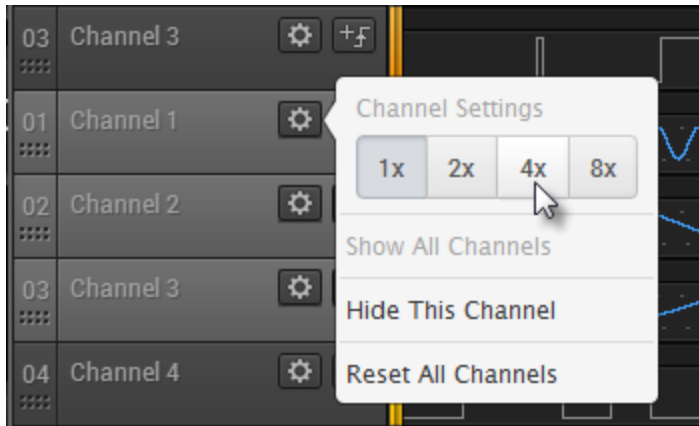 03 Channel 3
01 Channel 1
Channel Settings
1x 2x 4x 8x
02 Channel 2
Show All Channels
03 Channel 3
Hide This Channel
04 Channel 4
Reset All Channels